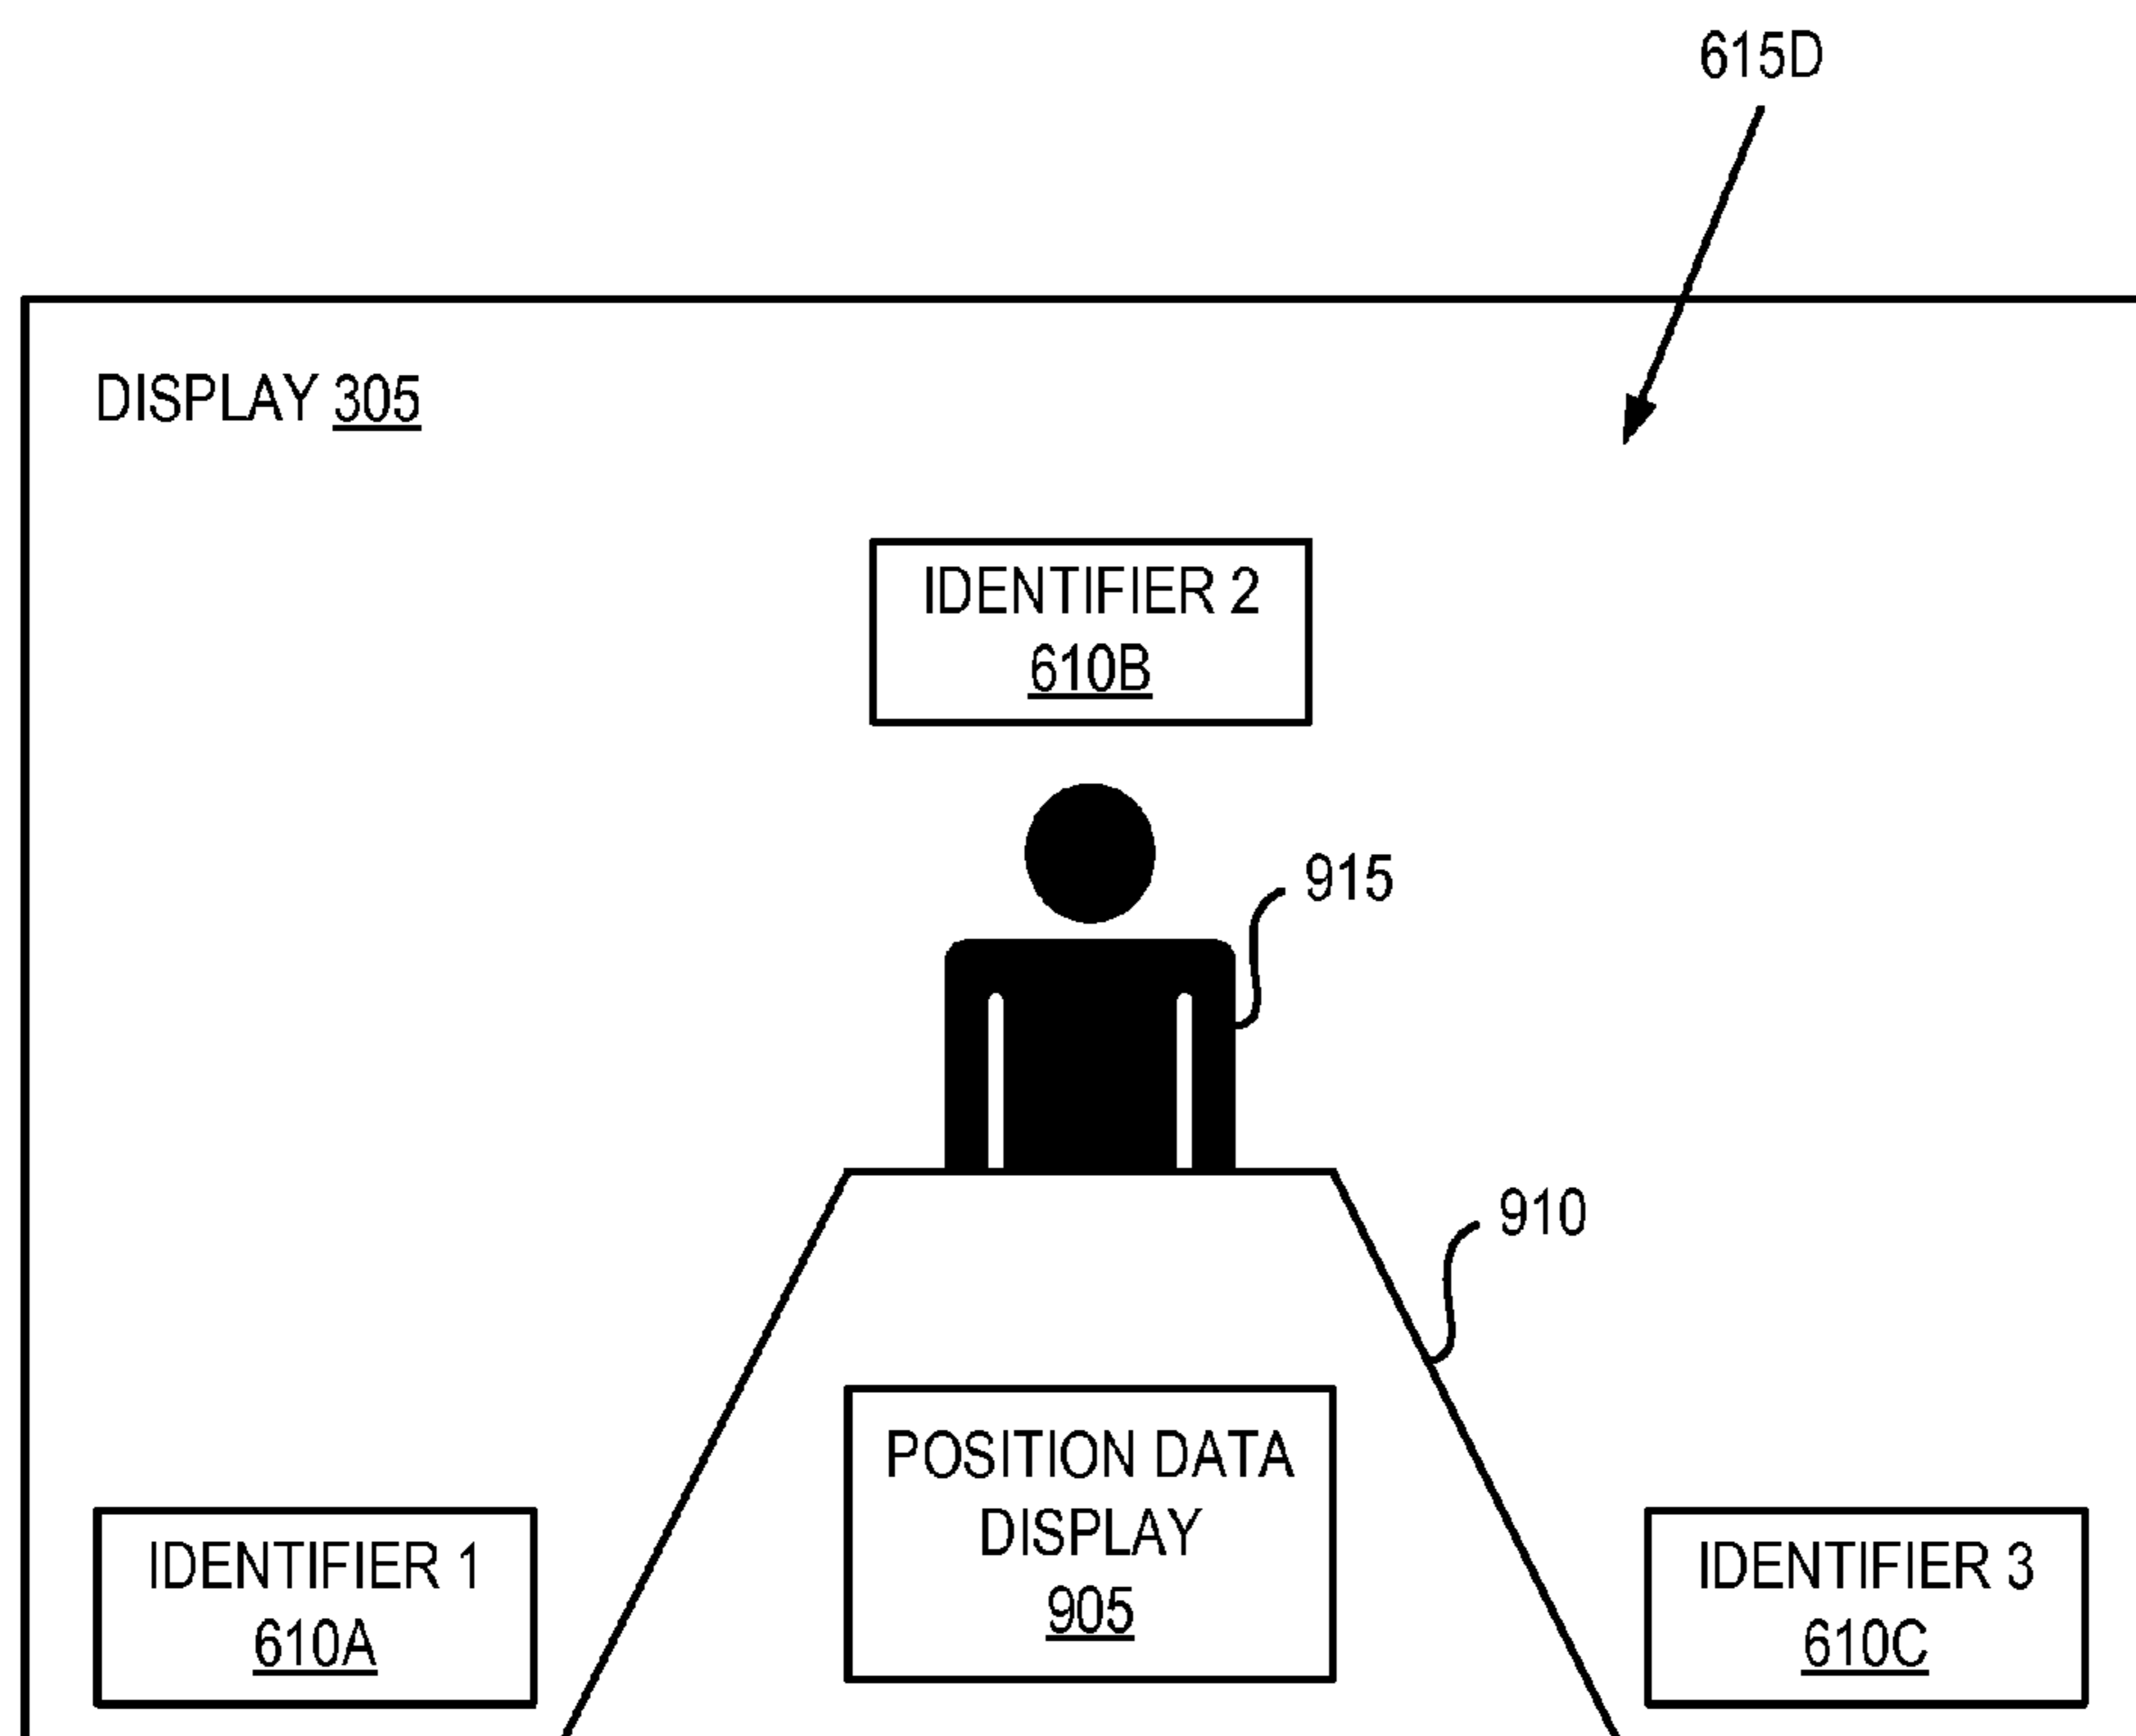 615D
DISPLAY 305
IDENTIFIER 2
610B
915
910
POSITION DATA
DISPLAY
905
IDENTIFIER 1
610A
IDENTIFIER 3
610C